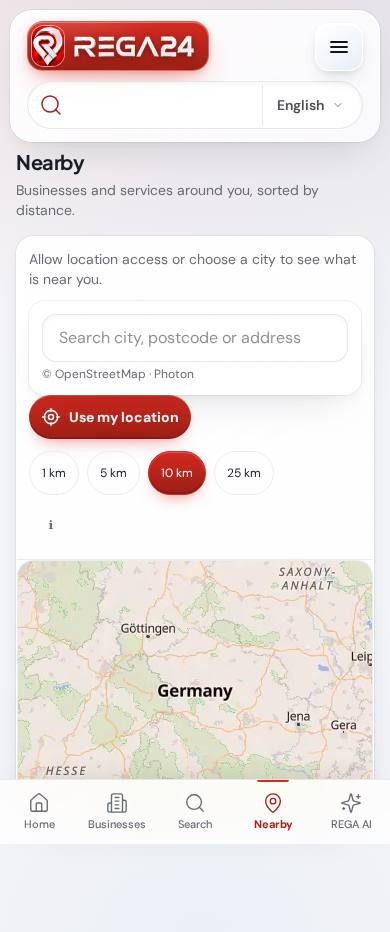 REGA24
English
Nearby
Businesses and services around you, sorted by
distance.
Allow location access or choose a city to see what
is near you.
Search city, postcode or address
© OpenStreetMap · Photon
Use my location
1 km
5 km
10 km
25 km
i
SAXONY-
ANHALT
Göttingen
Leip
Germany
Jena
Gera
HESSE
Home
Businesses
Search
Nearby
REGA AI